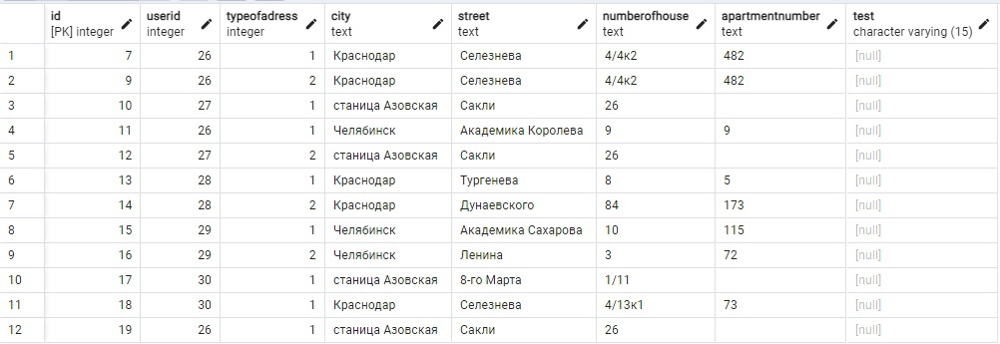 id userid typeofadress city street numberofhouse apartmentnumber test
[PK] integer integer integer text text text text character varying (15)
1 7 26 1 Краснодар Селезнева 4/4к2 482 [null]
2 9 26 2 Краснодар Селезнева 4/4к2 482 [null]
3 10 27 1 станица Азовская Сакли 26 [null]
4 11 26 1 Челябинск Академика Королева 9 9 [null]
5 12 27 2 станица Азовская Сакли 26 [null]
6 13 28 1 Краснодар Тургенева 8 5 [null]
7 14 28 2 Краснодар Дунаевского 84 173 [null]
8 15 29 1 Челябинск Академика Сахарова 10 115 [null]
9 16 29 2 Челябинск Ленина 3 72 [null]
10 17 30 1 станица Азовская 8-го Марта 1/11 [null]
11 18 30 1 Краснодар Селезнева 4/13к1 73 [null]
12 19 26 1 станица Азовская Сакли 26 [null]